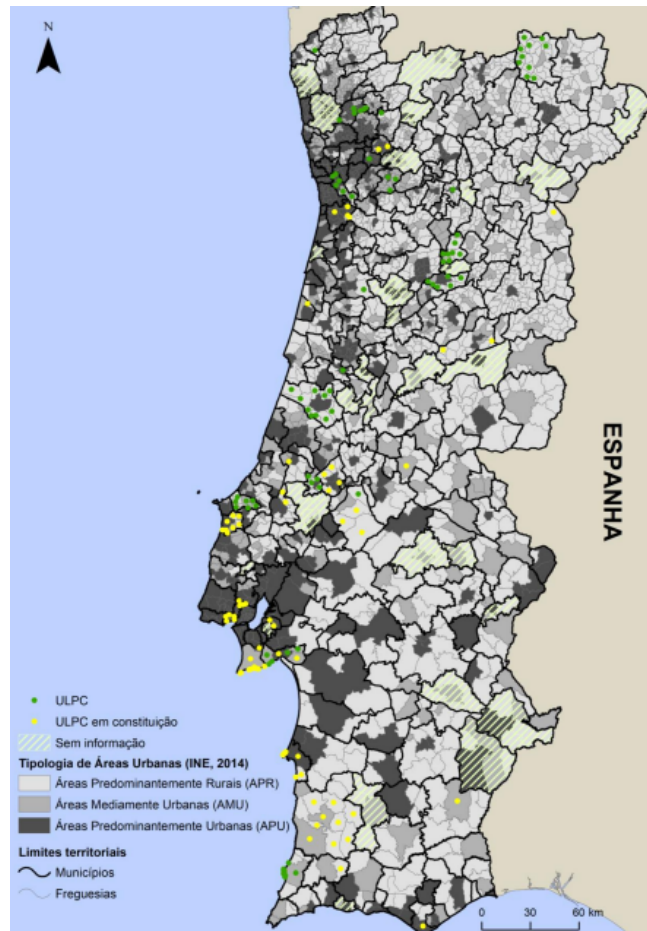 N
ESPANHA
ULPC
ULPC em constituição
Sem informação
Tipologia de Áreas Urbanas (INE, 2014)
Áreas Predominantemente Rurais (APR)
Áreas Mediamente Urbanas (AMU)
Áreas Predominantemente Urbanas (APU)
Limites territoriais
Municípios
Freguesias
0 30 60 km